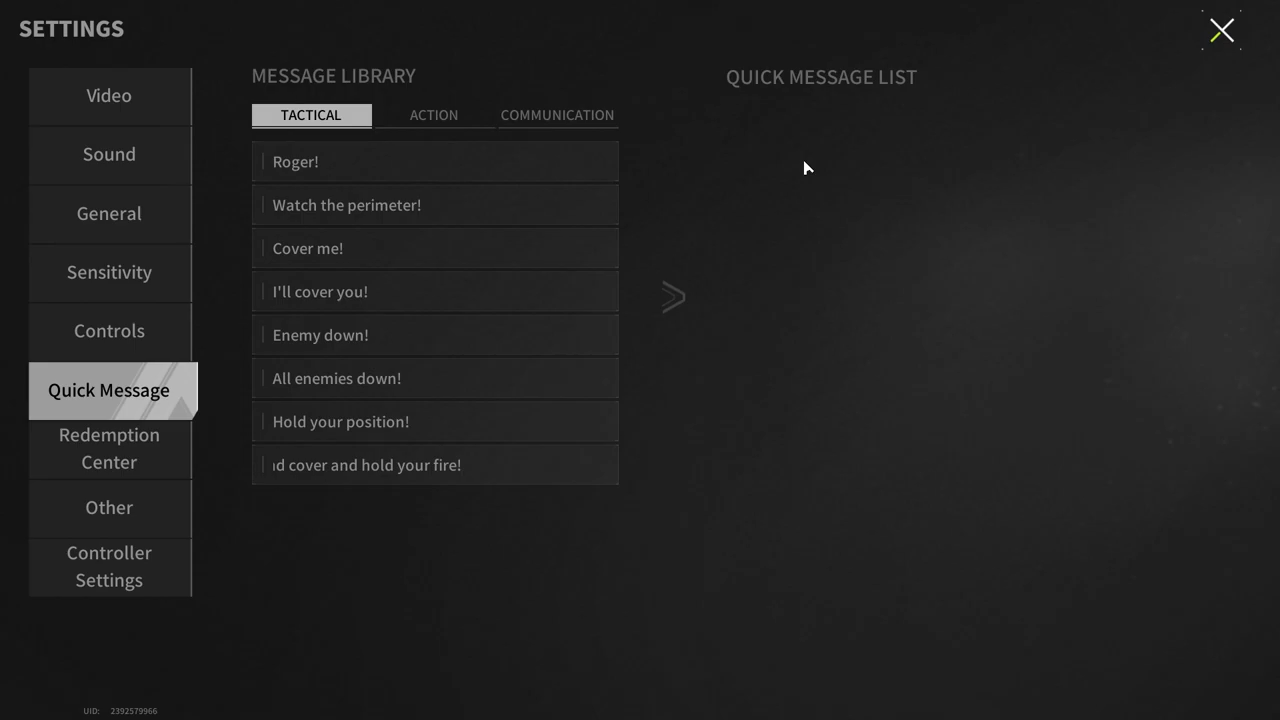 SETTINGS
Video
Sound
General
Sensitivity
Controls
Quick Message
Redemption
Center
Other
Controller
Settings
MESSAGE LIBRARY
TACTICAL ACTION COMMUNICATION
Roger!
Watch the perimeter!
Cover me!
I'll cover you!
Enemy down!
All enemies down!
Hold your position!
d cover and hold your fire!
QUICK MESSAGE LIST
UID: 2392579966